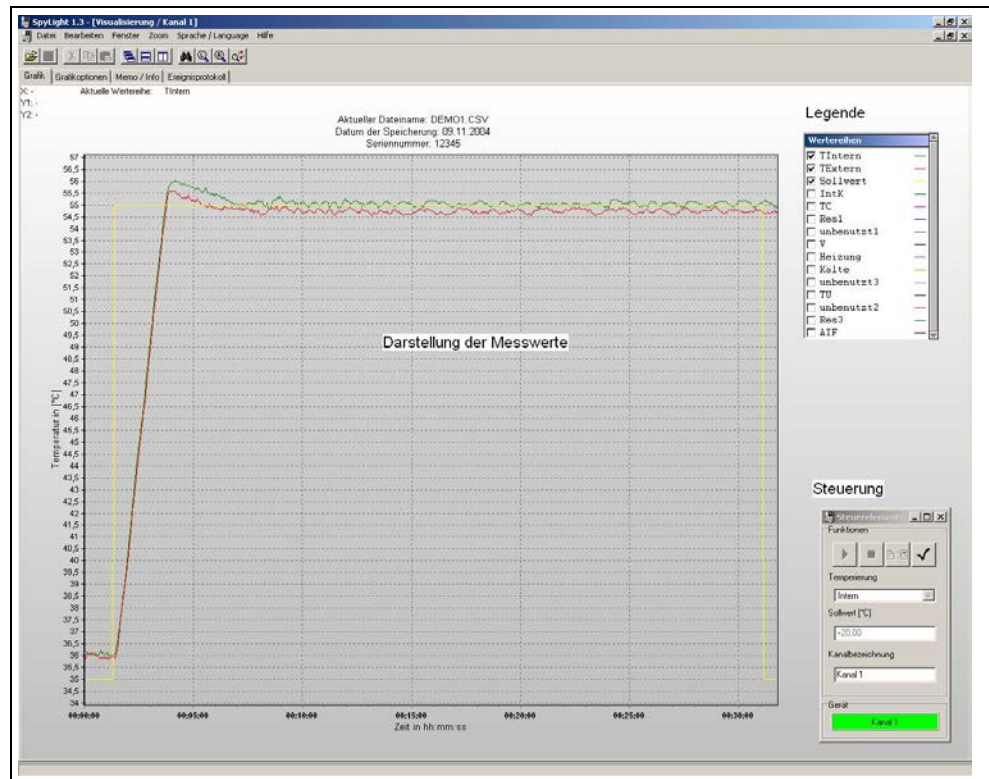 SpyLight 1.3 - [Visualisierung / Kanal 1]
Datei Bearbeiten Fenster Zoom Sprache / Language Hilfe
Grafik Grafikoptionen Memo / Info Ereignisprotokoll
X: - Aktuelle Wertereihe: TIntern
Y1: -
Y2: -
Aktueller Dateiname: DEMO1.CSV
Datum der Speicherung: 09.11.2004
Seriennummer: 12345
Legende
Wertereihen
TIntern
TExtern
Sollwert
IntK
TC
Res1
unbenutzt1
V
Heizung
Kälte
unbenutzt3
TU
unbenutzt2
Res3
AIF
57
56,5
56
55,5
55
54,5
54
53,5
53
52,5
52
51,5
51
50,5
50
49,5
49
48,5
48
47,5
47
46,5
46
45,5
45
44,5
44
43,5
43
42,5
42
41,5
41
40,5
40
39,5
39
38,5
38
37,5
37
36,5
36
35,5
35
34,5
34
Temperatur in [°C]
Darstellung der Messwerte
00:00:00 00:05:00 00:10:00 00:15:00 00:20:00 00:25:00 00:30:00
Zeit in hh:mm:ss
Steuerung
Steuerelemente
Funktionen
Temperierung
Intern
Sollwert [°C]
-20,00
Kanalbezeichnung
Kanal 1
Gerät
Kanal 1